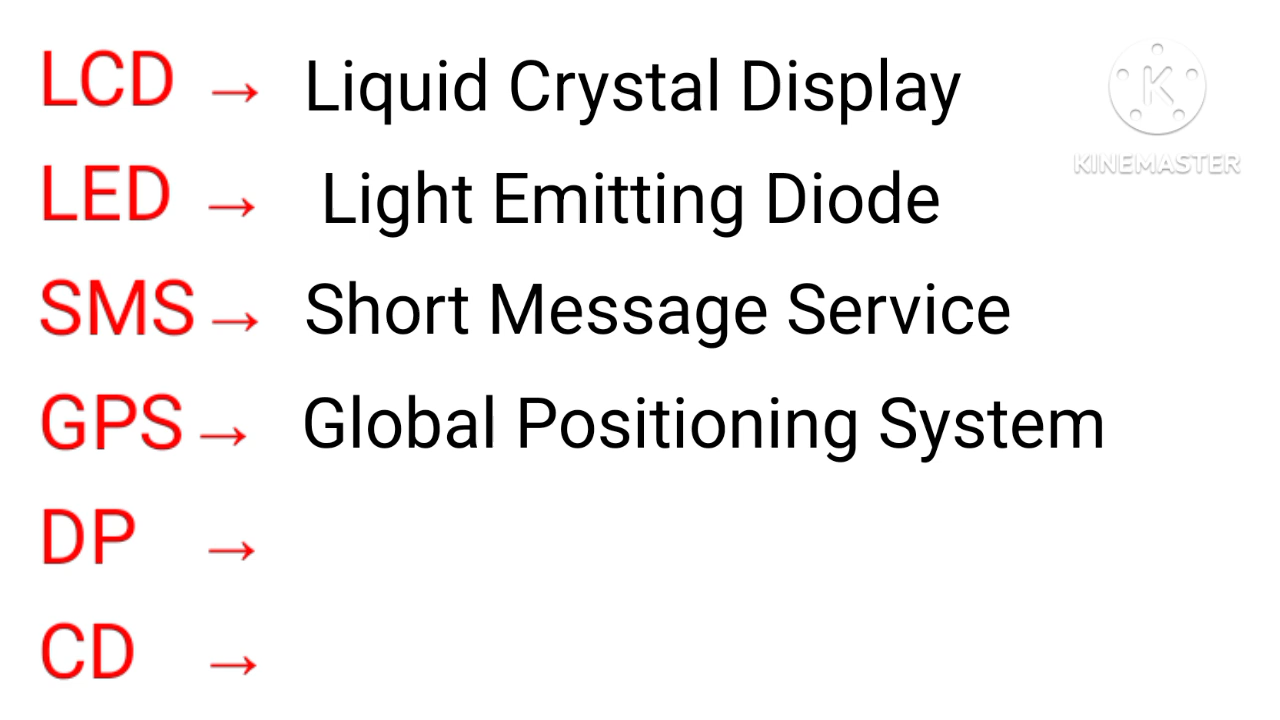 LCD → Liquid Crystal Display
LED → Light Emitting Diode
SMS → Short Message Service
GPS → Global Positioning System
DP →
CD →
K
KINEMASTER